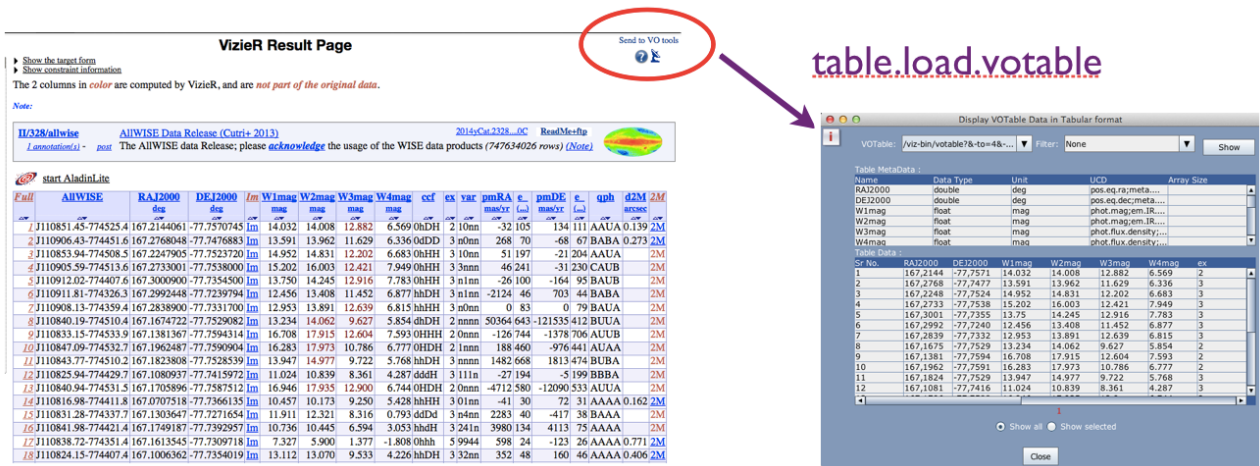 VizieR Result Page
Send to VO tools
Show the target form
Show constraint information
The 2 columns in color are computed by VizieR, and are not part of the original data.
Note:
II/328/allwise AllWISE Data Release (Cutri+ 2013) 2014yCat.2328....0C ReadMe+ftp
1 annotation(s) - post The AllWISE data Release; please acknowledge the usage of the WISE data products (747634026 rows) (Note)
start AladinLite
Full AllWISE RAJ2000 DEJ2000 Im W1mag W2mag W3mag W4mag ccf ex var pmRA e_ pmDE e_ qph d2M 2M
deg deg mag mag mag mag mas/yr (...) mas/yr (...) arcsec
1 J110851.45-774525.4 167.2144061 -77.7570745 Im 14.032 14.008 12.882 6.569 0hDH 2 10nn -32 105 134 111 AAUA 0.139 2M
2 J110906.43-774451.6 167.2768048 -77.7476883 Im 13.591 13.962 11.629 6.336 0dDD 3 n0nn 268 70 -68 67 BABA 0.273 2M
3 J110853.94-774508.5 167.2247905 -77.7523720 Im 14.952 14.831 12.202 6.683 0hHH 3 10nn 51 197 -21 204 AAUA 2M
4 J110905.59-774513.6 167.2733001 -77.7538000 Im 15.202 16.003 12.421 7.949 0hHH 3 3nnn 46 241 -31 230 CAUB 2M
5 J110912.02-774407.6 167.3000900 -77.7354500 Im 13.750 14.245 12.916 7.783 0hHH 3 n1nn -26 100 -164 95 BAUB 2M
6 J110911.81-774326.3 167.2992448 -77.7239794 Im 12.456 13.408 11.452 6.877 hhDH 3 n1nn -2124 46 703 44 BABA 2M
7 J110908.13-774359.4 167.2838900 -77.7331700 Im 12.953 13.891 12.639 6.815 hhHH 3 n0nn 0 83 0 79 BAUA 2M
8 J110840.19-774510.4 167.1674722 -77.7529082 Im 13.234 14.062 9.627 5.854 dhDH 2 nnnn 50364 643 -121535 412 BUUA 2M
9 J110833.15-774533.9 167.1381367 -77.7594314 Im 16.708 17.915 12.604 7.593 0HHH 2 0nnn -126 744 -1378 706 AUUB 2M
10 J110847.09-774532.7 167.1962487 -77.7590904 Im 16.283 17.973 10.786 6.777 0HDH 2 1nnn 188 460 -976 441 AUUA 2M
11 J110843.77-774510.2 167.1823808 -77.7528539 Im 13.947 14.977 9.722 5.768 hhDH 3 nnnn 1482 668 1813 474 BUBA 2M
12 J110825.94-774429.7 167.1080937 -77.7415972 Im 11.024 10.839 8.361 4.287 dddH 3 111n -27 194 -5 199 BBBA 2M
13 J110840.94-774531.5 167.1705896 -77.7587512 Im 16.946 17.935 12.900 6.744 0HDH 2 0nnn -4712 580 -12090 533 AUUA 2M
14 J110816.98-774411.8 167.0707518 -77.7366135 Im 10.457 10.173 9.250 5.428 hhHH 3 01nn -41 30 72 31 AAAA 0.162 2M
15 J110831.28-774337.7 167.1303647 -77.7271654 Im 11.911 12.321 8.316 0.793 ddDd 3 n4nn 2283 40 -417 38 BAAA 2M
16 J110841.98-774421.4 167.1749187 -77.7392957 Im 10.736 10.445 6.594 3.053 hhdH 3 241n 3980 134 4113 75 AAAA 2M
17 J110838.72-774351.4 167.1613545 -77.7309718 Im 7.327 5.900 1.377 -1.808 0hhh 5 9944 598 24 -123 26 AAAA 0.771 2M
18 J110824.15-774407.4 167.1006362 -77.7354019 Im 13.112 13.070 9.533 4.226 hhDH 3 32nn 352 48 160 46 AAAA 0.406 2M
table.load.votable
Display VOTable Data in Tabular format
i
VOTable: /viz-bin/votable?&-to=4&-... Filter: None Show
Table MetaData :
Name Data Type Unit UCD Array Size
RAJ2000 double deg pos.eq.ra;meta....
DEJ2000 double deg pos.eq.dec;meta...
W1mag float mag phot.mag;em.IR....
W2mag float mag phot.mag;em.IR....
W3mag float mag phot.flux.density;...
W4mag float mag phot.flux.density;...
Table Data :
Sr No. RAJ2000 DEJ2000 W1mag W2mag W3mag W4mag ex
1 167,2144 -77,7571 14.032 14.008 12.882 6.569 2
2 167,2768 -77,7477 13.591 13.962 11.629 6.336 3
3 167,2248 -77,7524 14.952 14.831 12.202 6.683 3
4 167,2733 -77,7538 15.202 16.003 12.421 7.949 3
5 167,3001 -77,7355 13.75 14.245 12.916 7.783 3
6 167,2992 -77,7240 12.456 13.408 11.452 6.877 3
7 167,2839 -77,7332 12.953 13.891 12.639 6.815 3
8 167,1675 -77,7529 13.234 14.062 9.627 5.854 2
9 167,1381 -77,7594 16.708 17.915 12.604 7.593 2
10 167,1962 -77,7591 16.283 17.973 10.786 6.777 2
11 167,1824 -77,7529 13.947 14.977 9.722 5.768 3
12 167,1081 -77,7416 11.024 10.839 8.361 4.287 3
1
Show all Show selected
Close